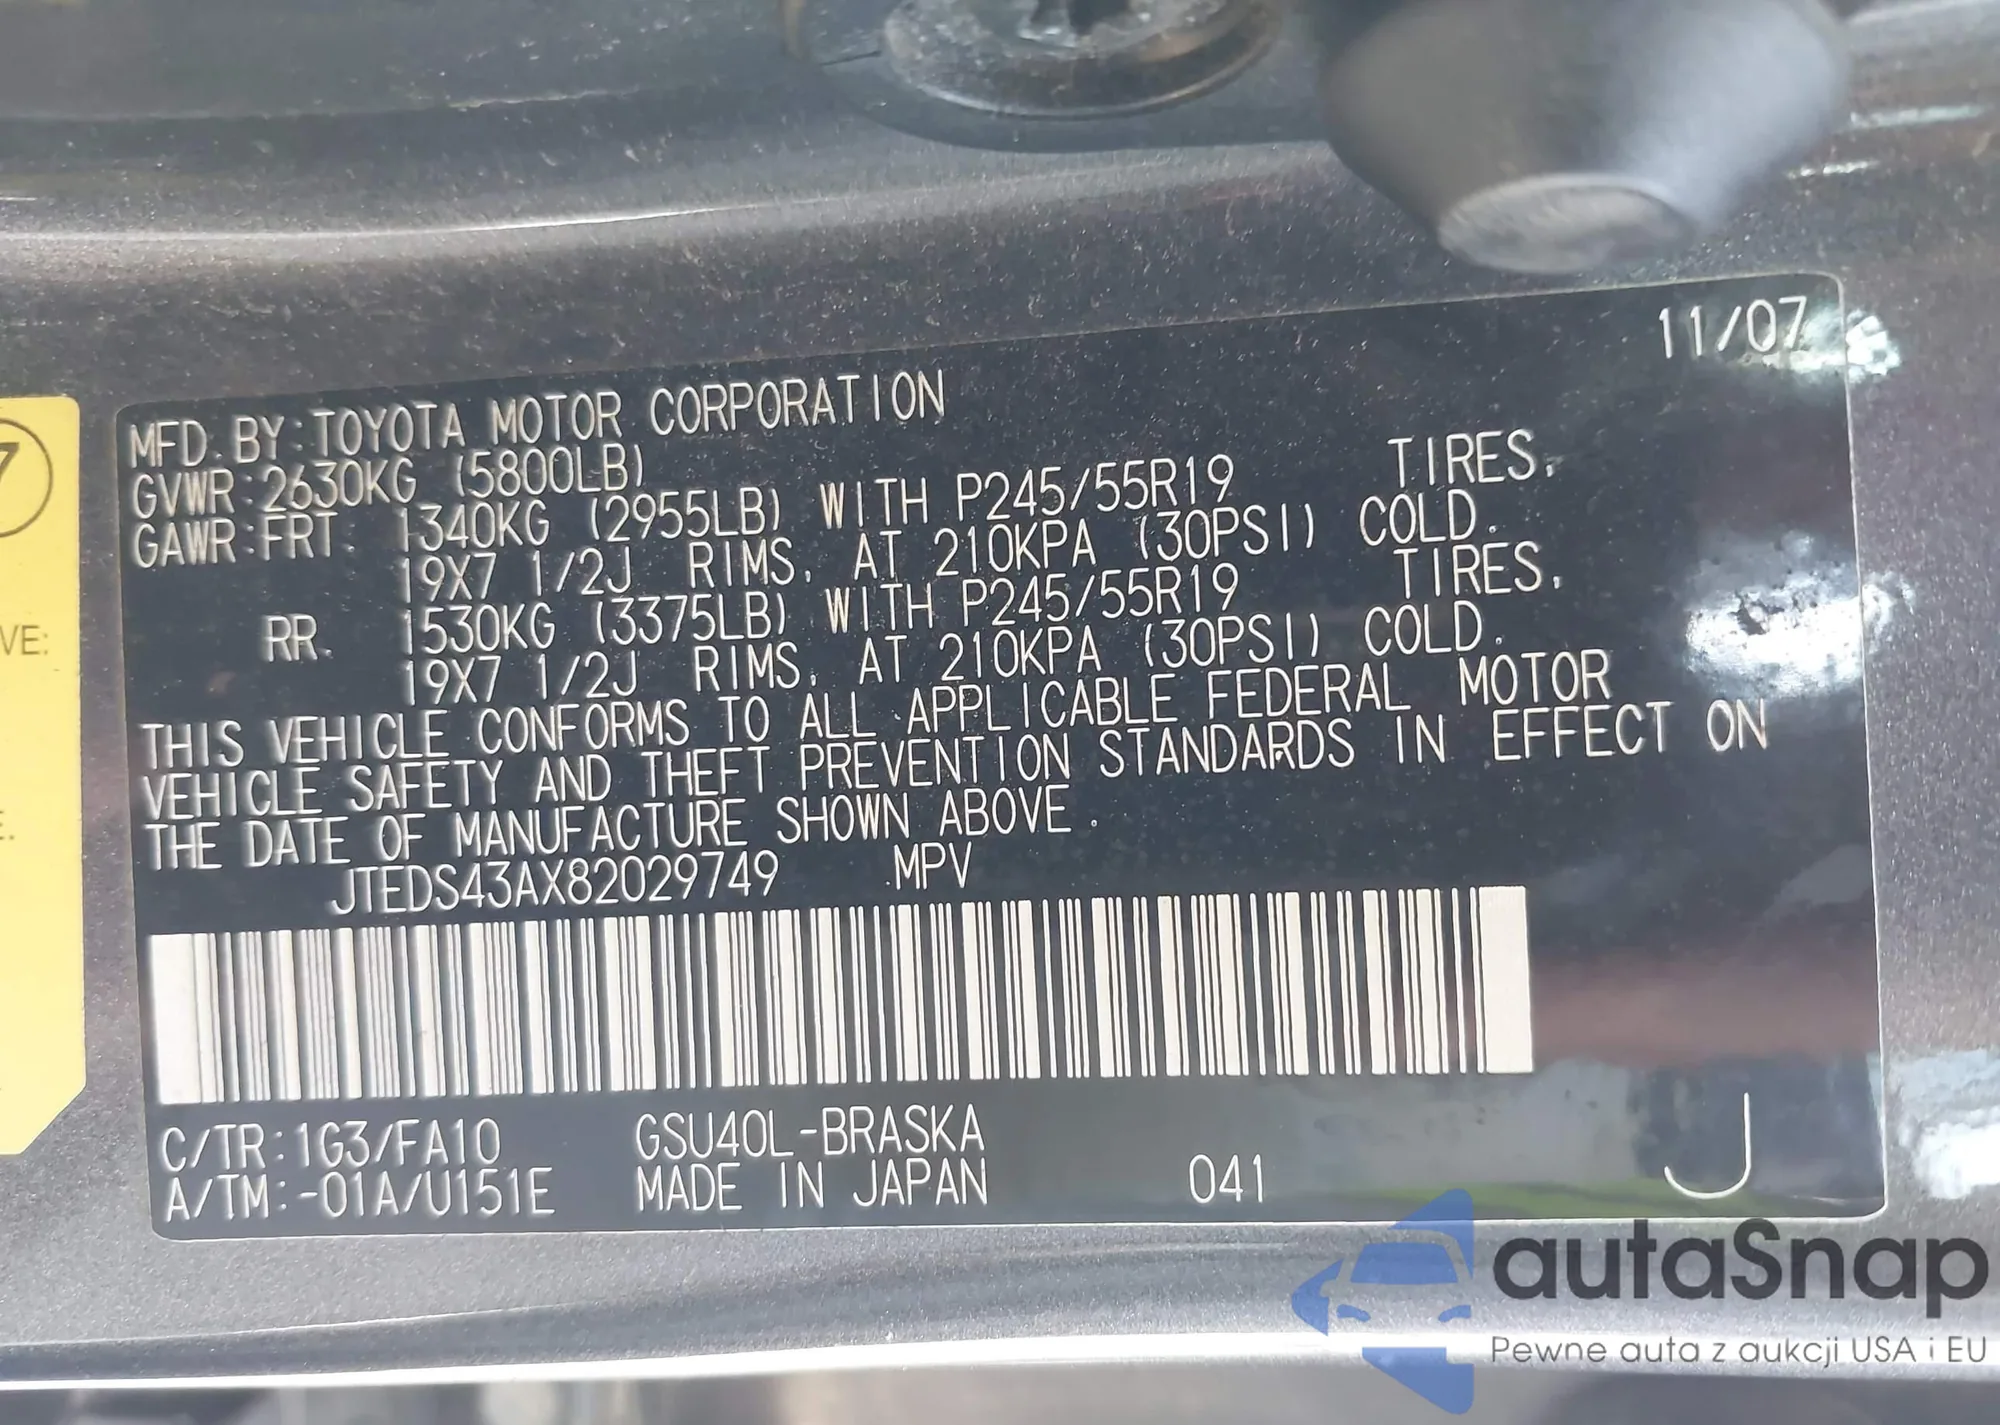 11/07
MFD. BY:TOYOTA MOTOR CORPORATION
GVWR:2630KG (5800LB)
GAWR:FRT. 1340KG (2955LB) WITH P245/55R19 TIRES,
19X7 1/2J RIMS, AT 210KPA (30PSI) COLD.
RR. 1530KG (3375LB) WITH P245/55R19 TIRES,
19X7 1/2J RIMS, AT 210KPA (30PSI) COLD.
THIS VEHICLE CONFORMS TO ALL APPLICABLE FEDERAL MOTOR
VEHICLE SAFETY AND THEFT PREVENTION STANDARDS IN EFFECT ON
THE DATE OF MANUFACTURE SHOWN ABOVE.
JTEDS43AX82029749 MPV
C/TR:1G3/FA10 GSU40L-BRASKA
A/TM:-01A/U151E MADE IN JAPAN 041 J
7
VE:
E.
autaSnap
Pewne auta z aukcji USA i EU